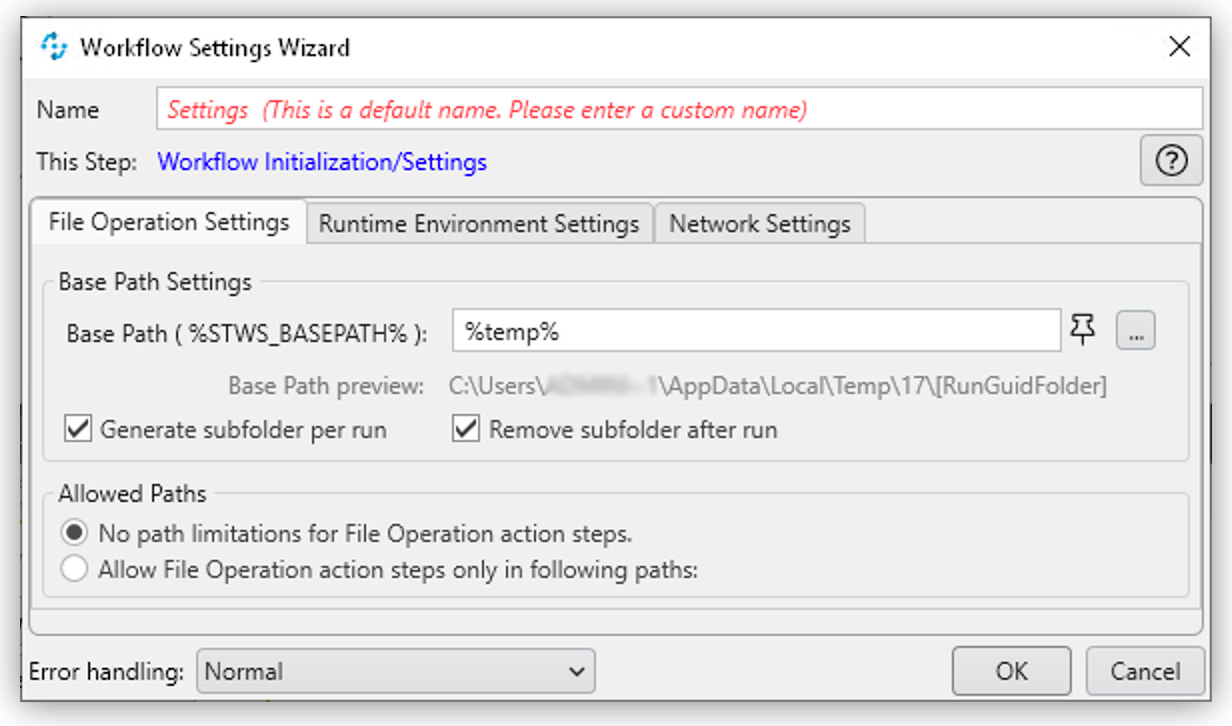 Workflow Settings Wizard
Name Settings (This is a default name. Please enter a custom name)
This Step: Workflow Initialization/Settings
File Operation Settings Runtime Environment Settings Network Settings
Base Path Settings
Base Path ( %STWS_BASEPATH% ): %temp% ...
Base Path preview: C:\Users\ 1\AppData\Local\Temp\17\[RunGuidFolder]
Generate subfolder per run Remove subfolder after run
Allowed Paths
No path limitations for File Operation action steps.
Allow File Operation action steps only in following paths:
Error handling: Normal OK Cancel